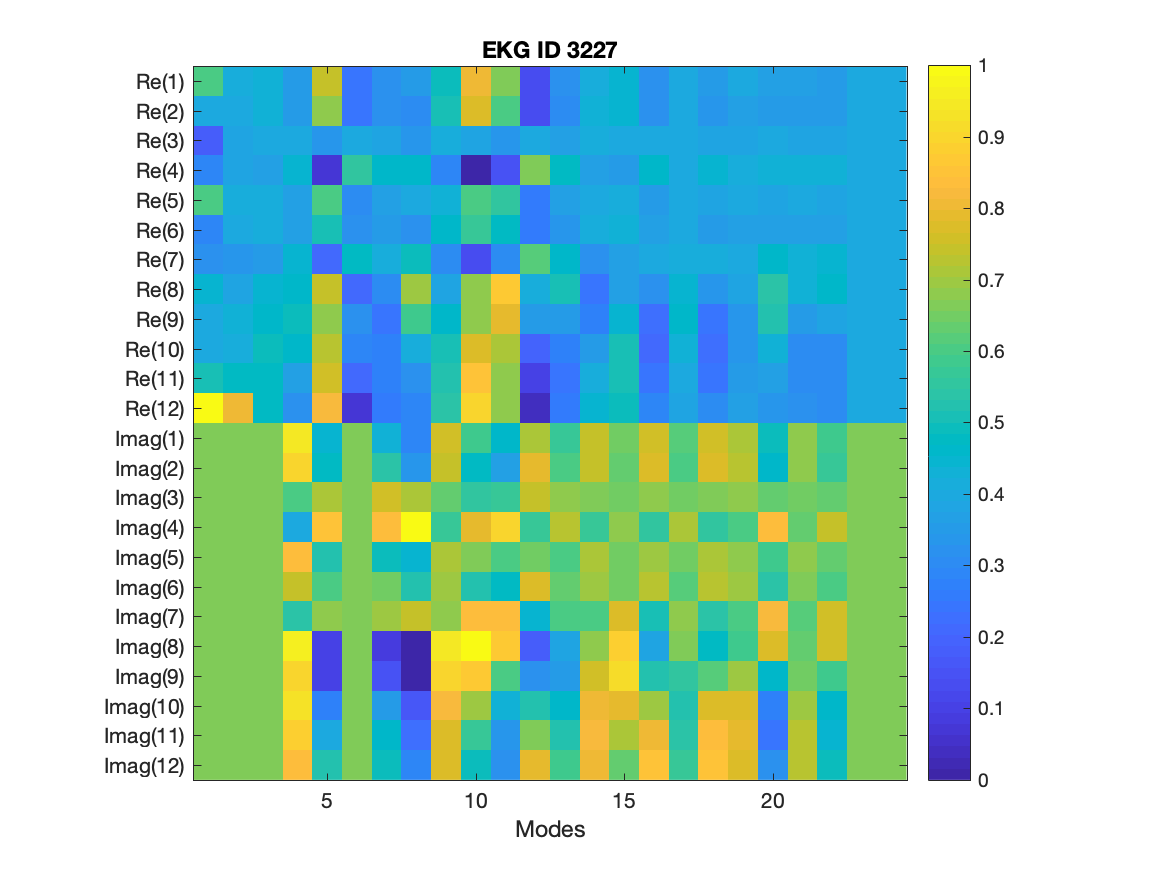 EKG ID 3227
Re(1)
Re(2)
Re(3)
Re(4)
Re(5)
Re(6)
Re(7)
Re(8)
Re(9)
Re(10)
Re(11)
Re(12)
Imag(1)
Imag(2)
Imag(3)
Imag(4)
Imag(5)
Imag(6)
Imag(7)
Imag(8)
Imag(9)
Imag(10)
Imag(11)
Imag(12)
5 10 15 20
Modes
1
0.9
0.8
0.7
0.6
0.5
0.4
0.3
0.2
0.1
0